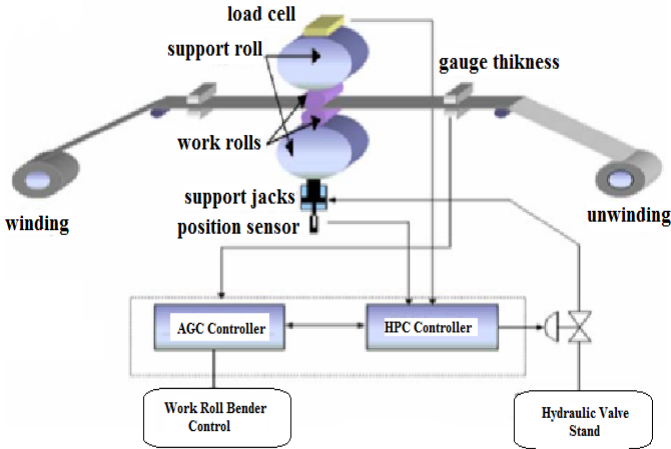 load cell
support roll
gauge thikness
work rolls
support jacks
winding
unwinding
position sensor
AGC Controller
HPC Controller
Work Roll Bender
Control
Hydraulic Valve
Stand